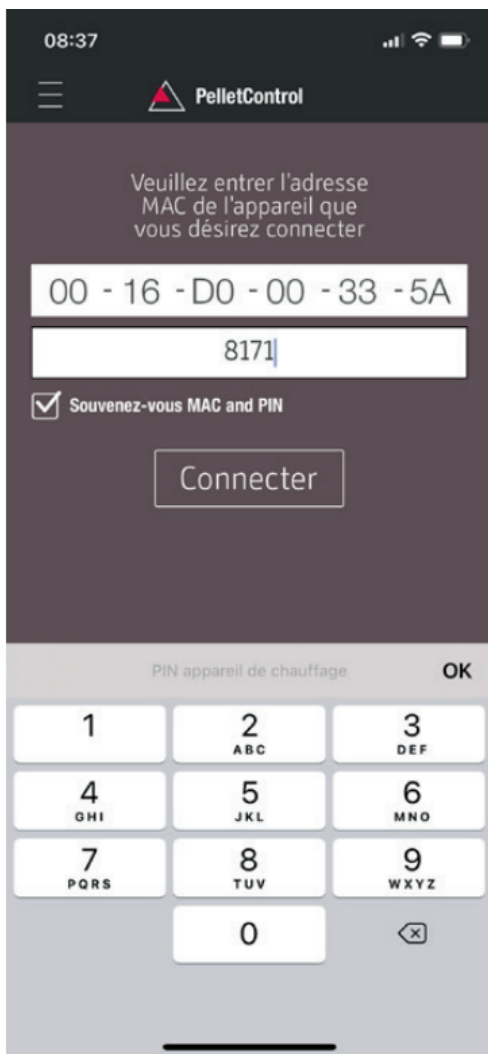 08:37
PelletControl
Veuillez entrer l'adresse
MAC de l'appareil que
vous désirez connecter
00 - 16 - D0 - 00 - 33 - 5A
8171
Souvenez-vous MAC and PIN
Connecter
PIN appareil de chauffage
OK
1
2
ABC
3
DEF
4
GHI
5
JKL
6
MNO
7
PQRS
8
TUV
9
WXYZ
0